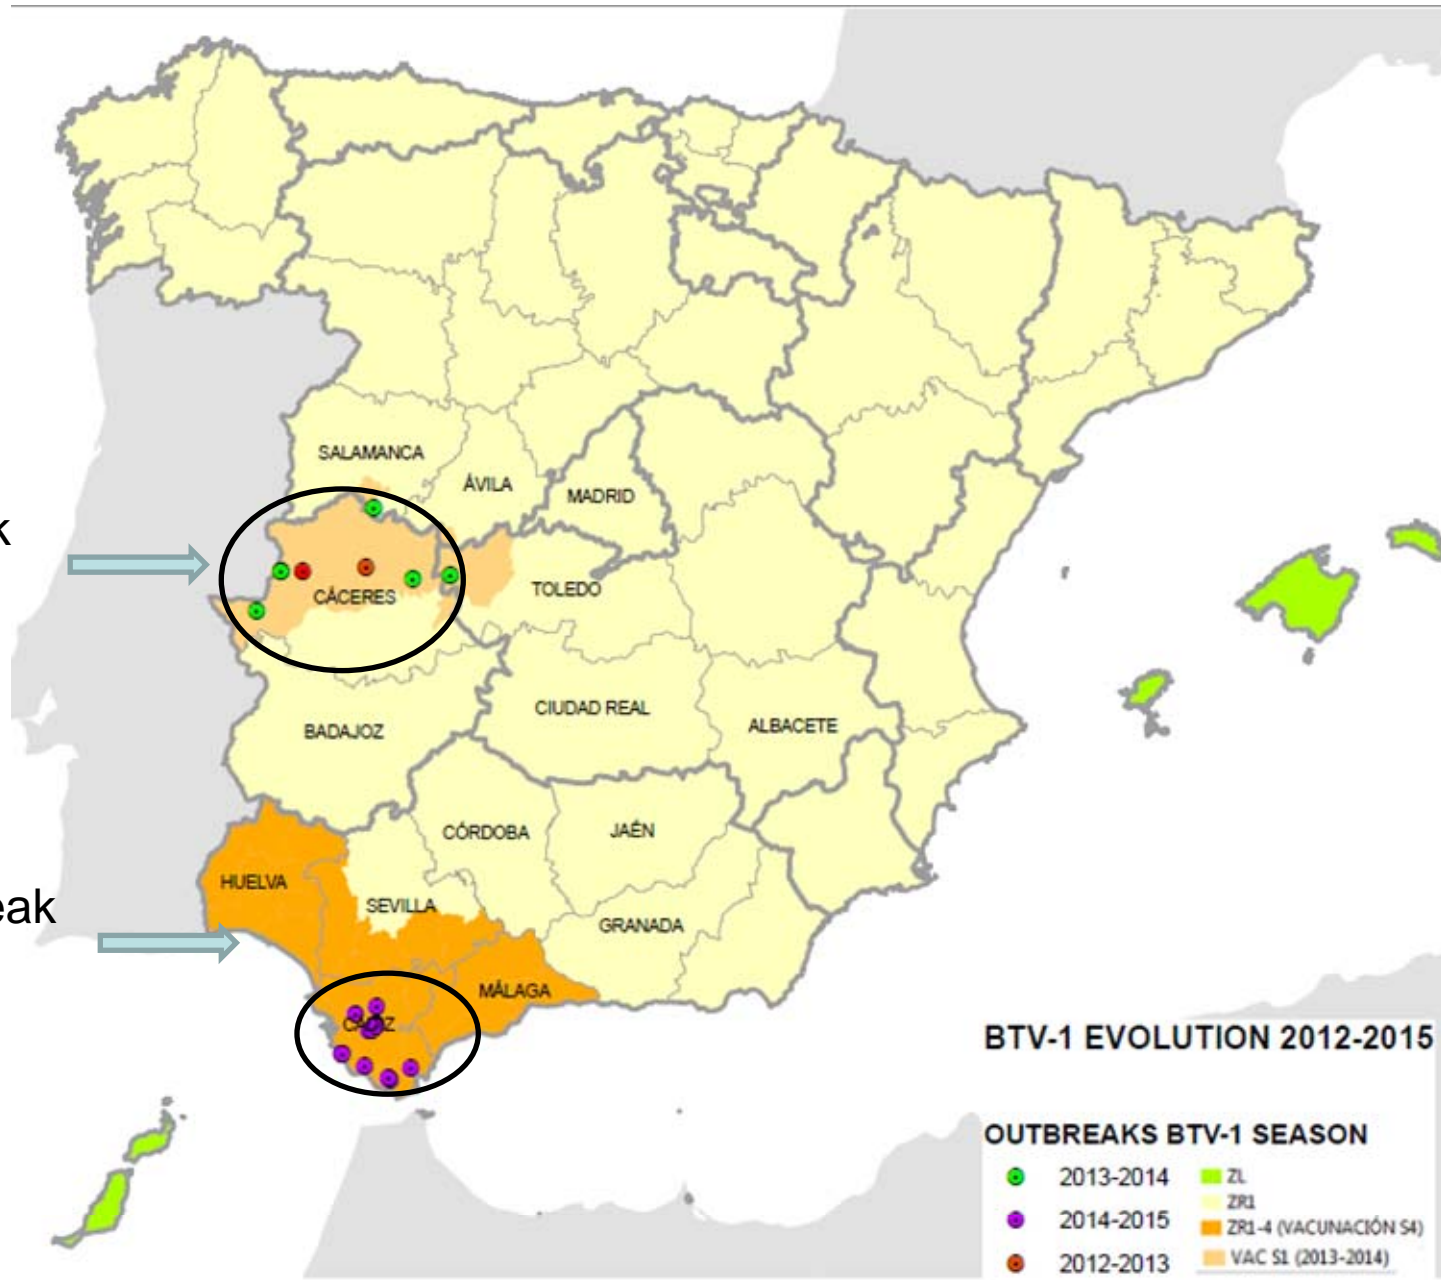 SALAMANCA
ÁVILA
MADRID
k
CÁCERES
TOLEDO
CIUDAD REAL
BADAJOZ
ALBACETE
CÓRDOBA
JAÉN
HUELVA
SEVILLA
eak
GRANADA
MÁLAGA
CÁDIZ
BTV-1 EVOLUTION 2012-2015
OUTBREAKS BTV-1 SEASON
2013-2014
2014-2015
2012-2013
ZL
ZR1
ZR1-4 (VACUNACIÓN S4)
VAC S1 (2013-2014)